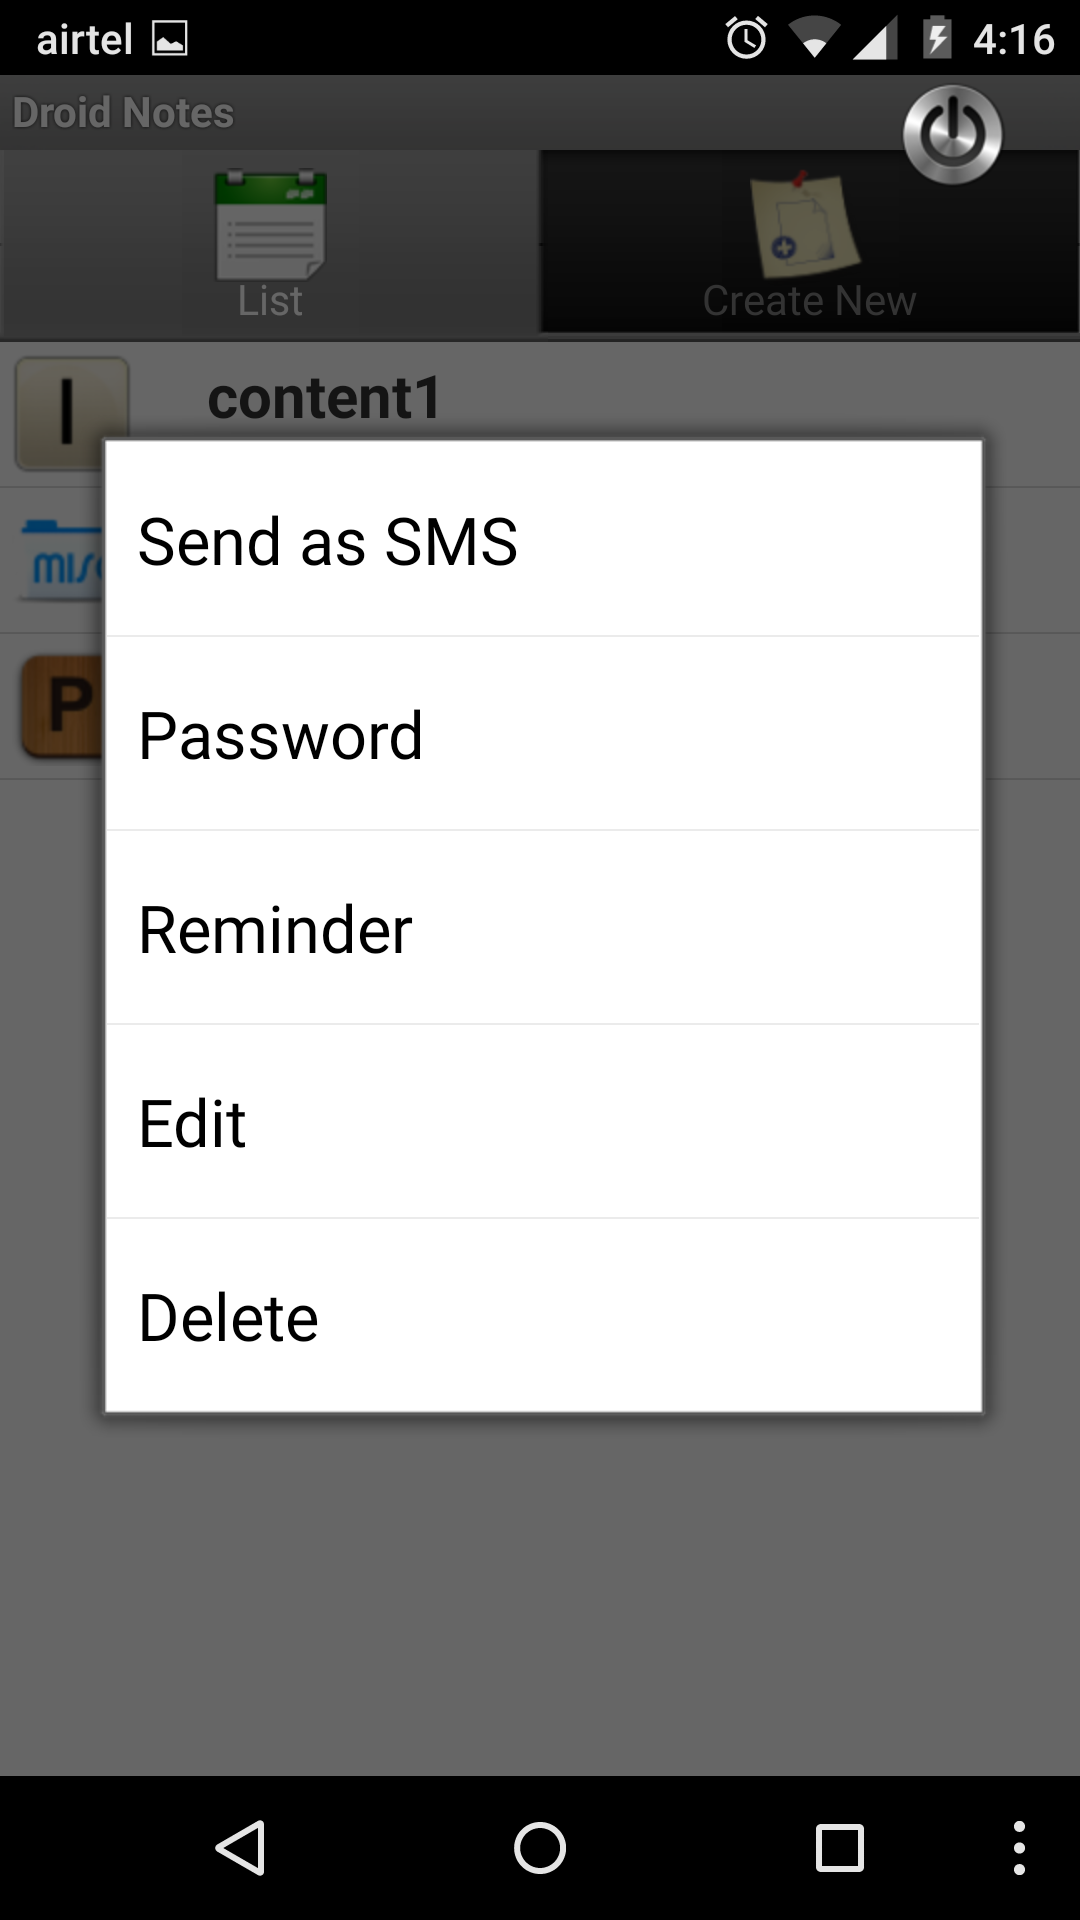 airtel 4:16
Droid Notes
List
Create New
I
content1
Send as SMS
misc
P
Password
Reminder
Edit
Delete